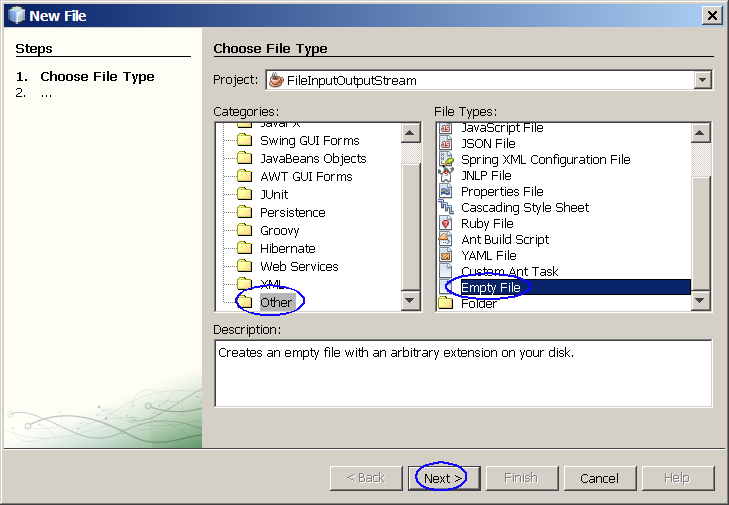 New File
Steps
1. Choose File Type
2. ...
Choose File Type
Project: FileInputOutputStream
Categories:
JavaFX
Swing GUI Forms
JavaBeans Objects
AWT GUI Forms
JUnit
Persistence
Groovy
Hibernate
Web Services
XML
Other
File Types:
JavaScript File
JSON File
Spring XML Configuration File
JNLP File
Properties File
Cascading Style Sheet
Ruby File
Ant Build Script
YAML File
Custom Ant Task
Empty File
Folder
Description:
Creates an empty file with an arbitrary extension on your disk.
< Back
Next >
Finish
Cancel
Help